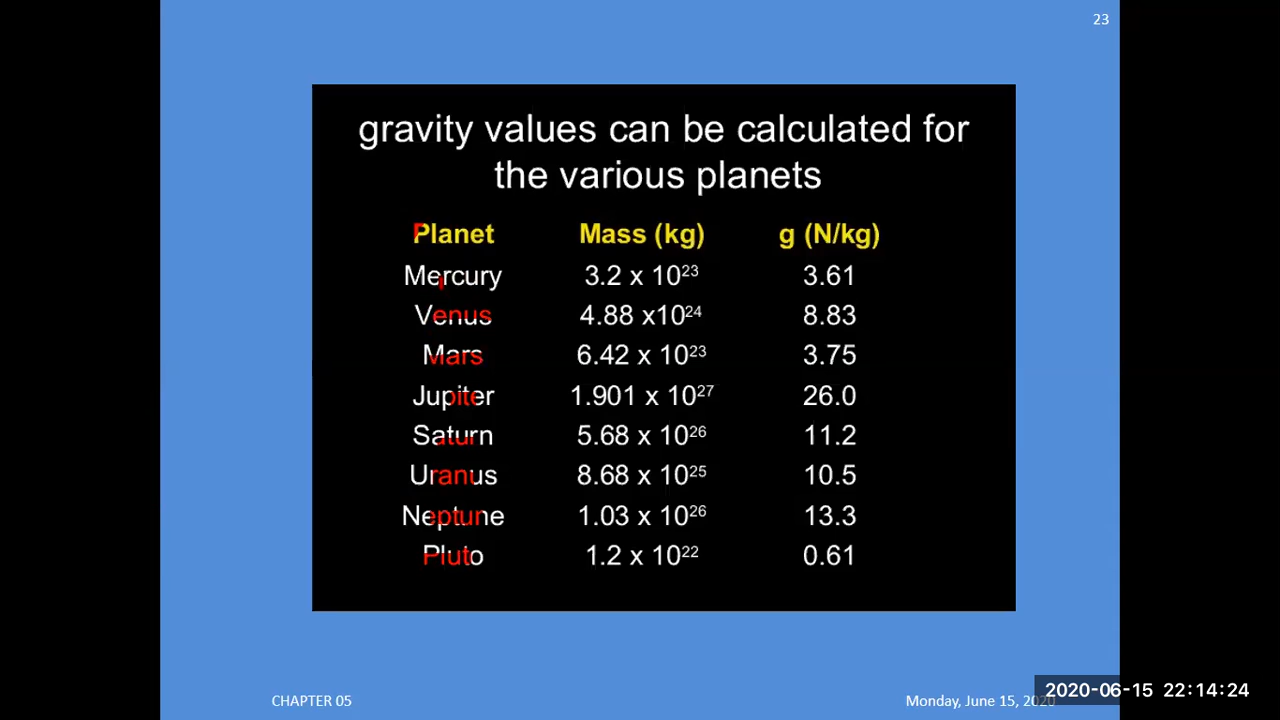 23
gravity values can be calculated for
the various planets
Planet Mass (kg) g (N/kg)
Mercury 3.2 x 10²³ 3.61
Venus 4.88 x10²⁴ 8.83
Mars 6.42 x 10²³ 3.75
Jupiter 1.901 x 10²⁷ 26.0
Saturn 5.68 x 10²⁶ 11.2
Uranus 8.68 x 10²⁵ 10.5
Neptune 1.03 x 10²⁶ 13.3
Pluto 1.2 x 10²² 0.61
CHAPTER 05
Monday, June 15, 2020
2020-06-15 22:14:24